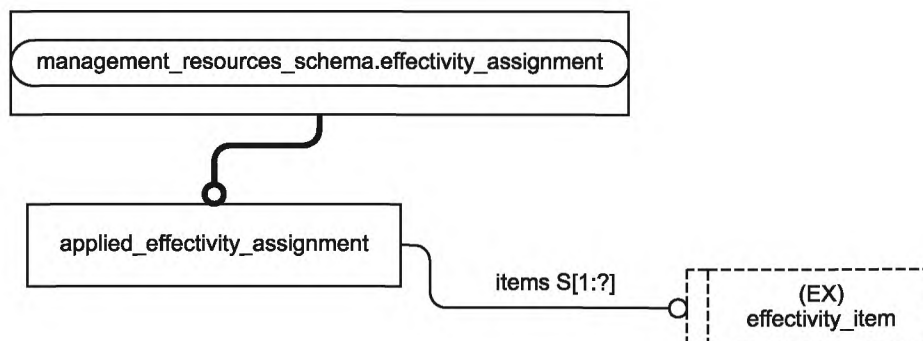 management_resources_schema.effectivity_assignment
applied_effectivity_assignment
items S[1:?]
(EX)
effectivity_item